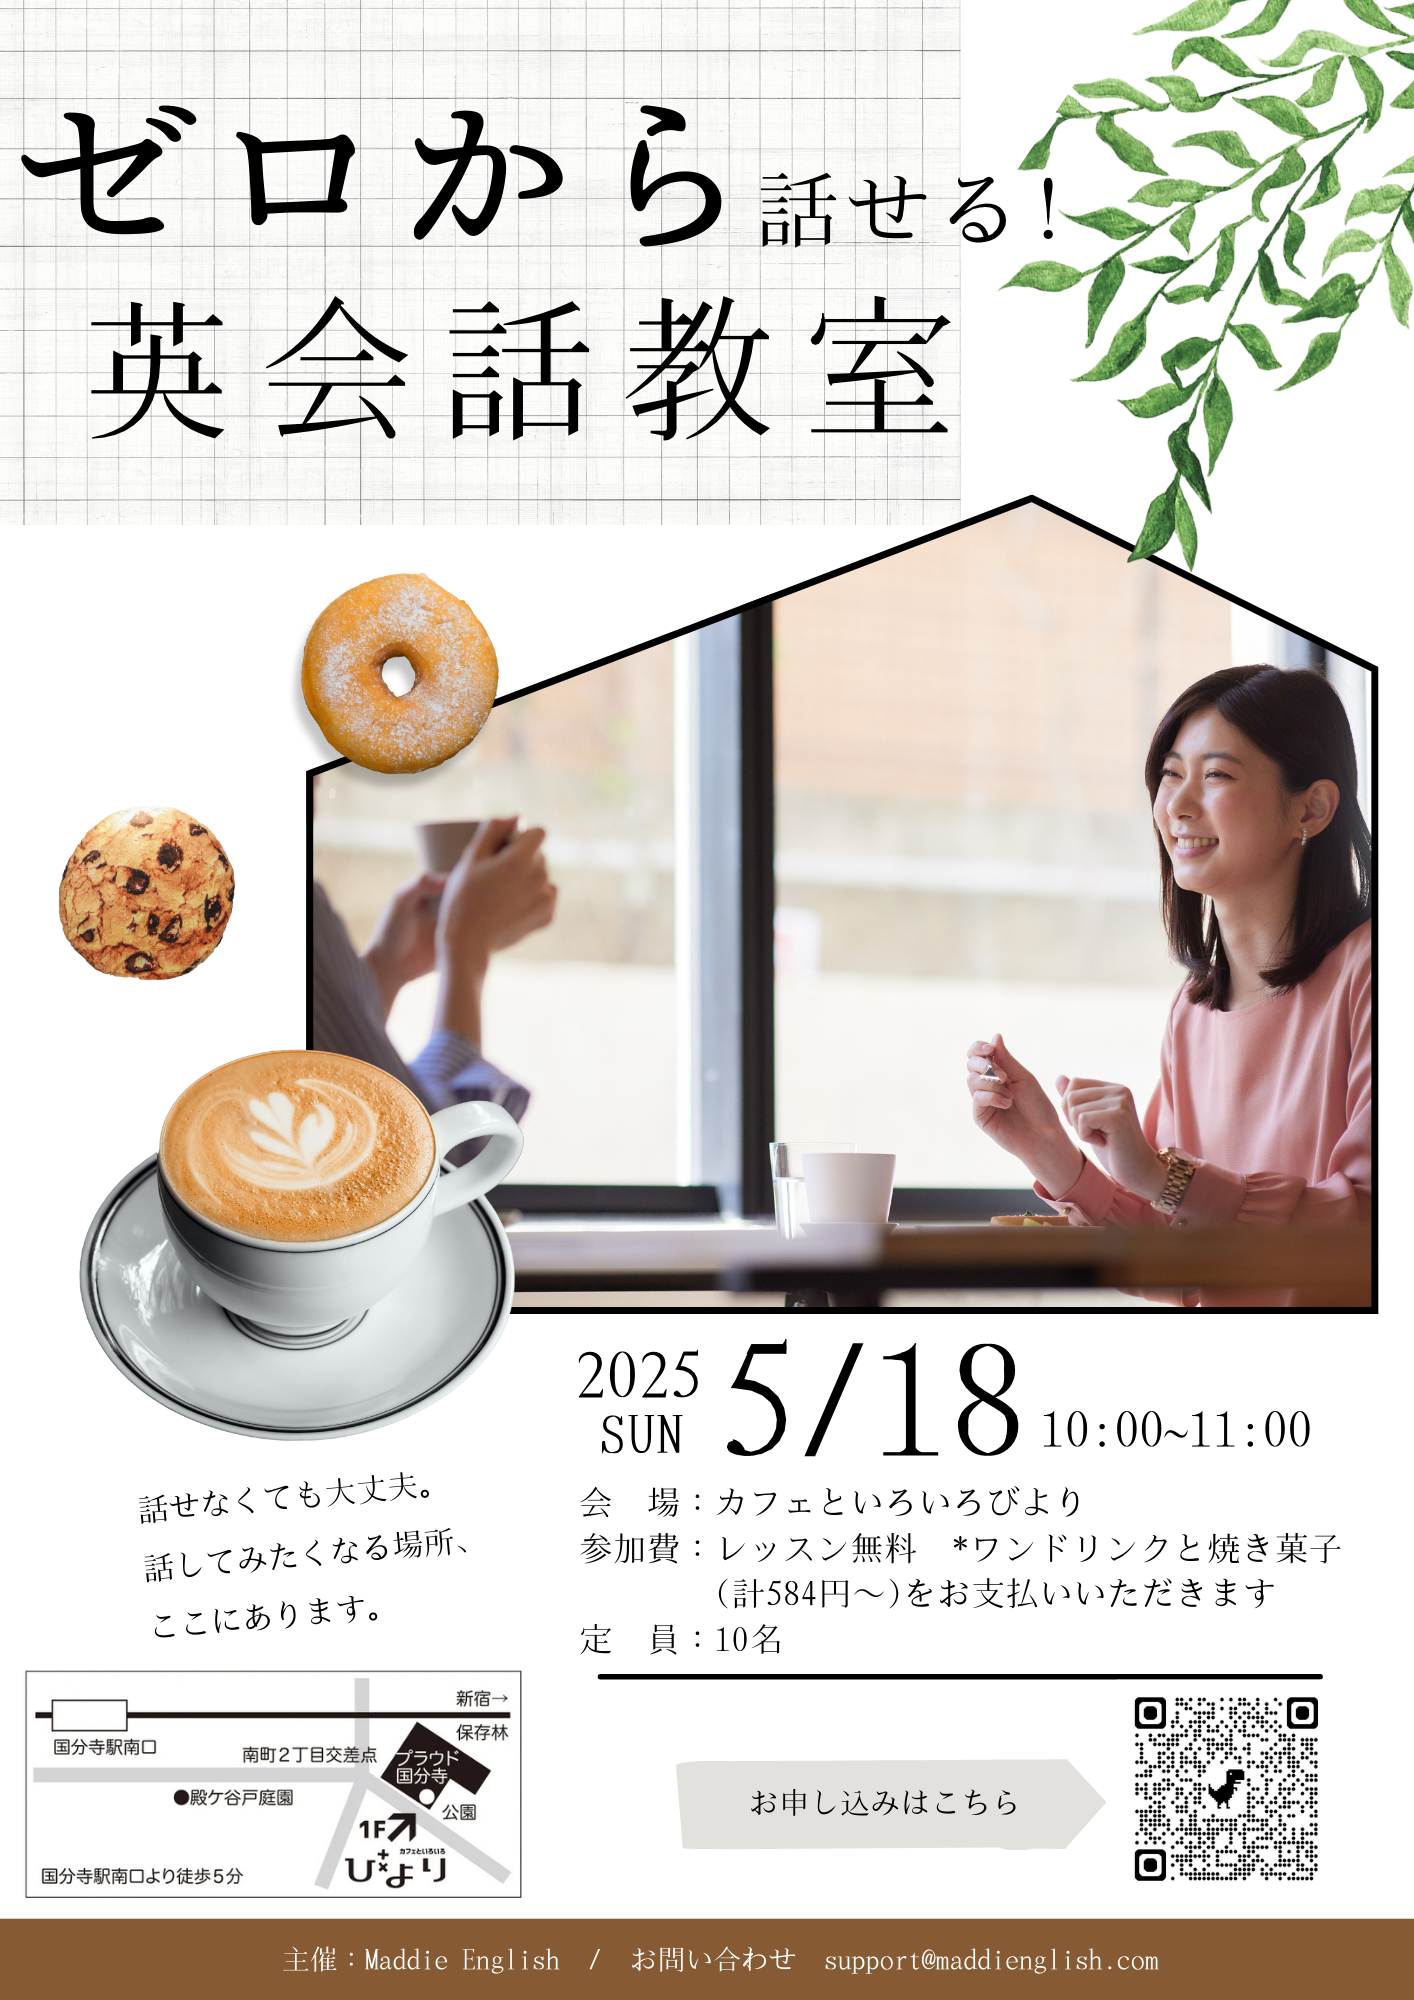 ゼロから話せる！
英会話教室
2025
SUN
5/18 10:00~11:00
会　場：カフェといろいろびより
参加費：レッスン無料　*ワンドリンクと焼き菓子
(計584円～)をお支払いいただきます
定　員：10名
話せなくても大丈夫。
話してみたくなる場所、
ここにあります。
新宿→
保存林
国分寺駅南口
南町2丁目交差点
プラウド
国分寺
●殿ケ谷戸庭園
公園
1F
カフェといろいろ
びより
国分寺駅南口より徒歩5分
お申し込みはこちら
主催：Maddie English　/　お問い合わせ　support@maddienglish.com